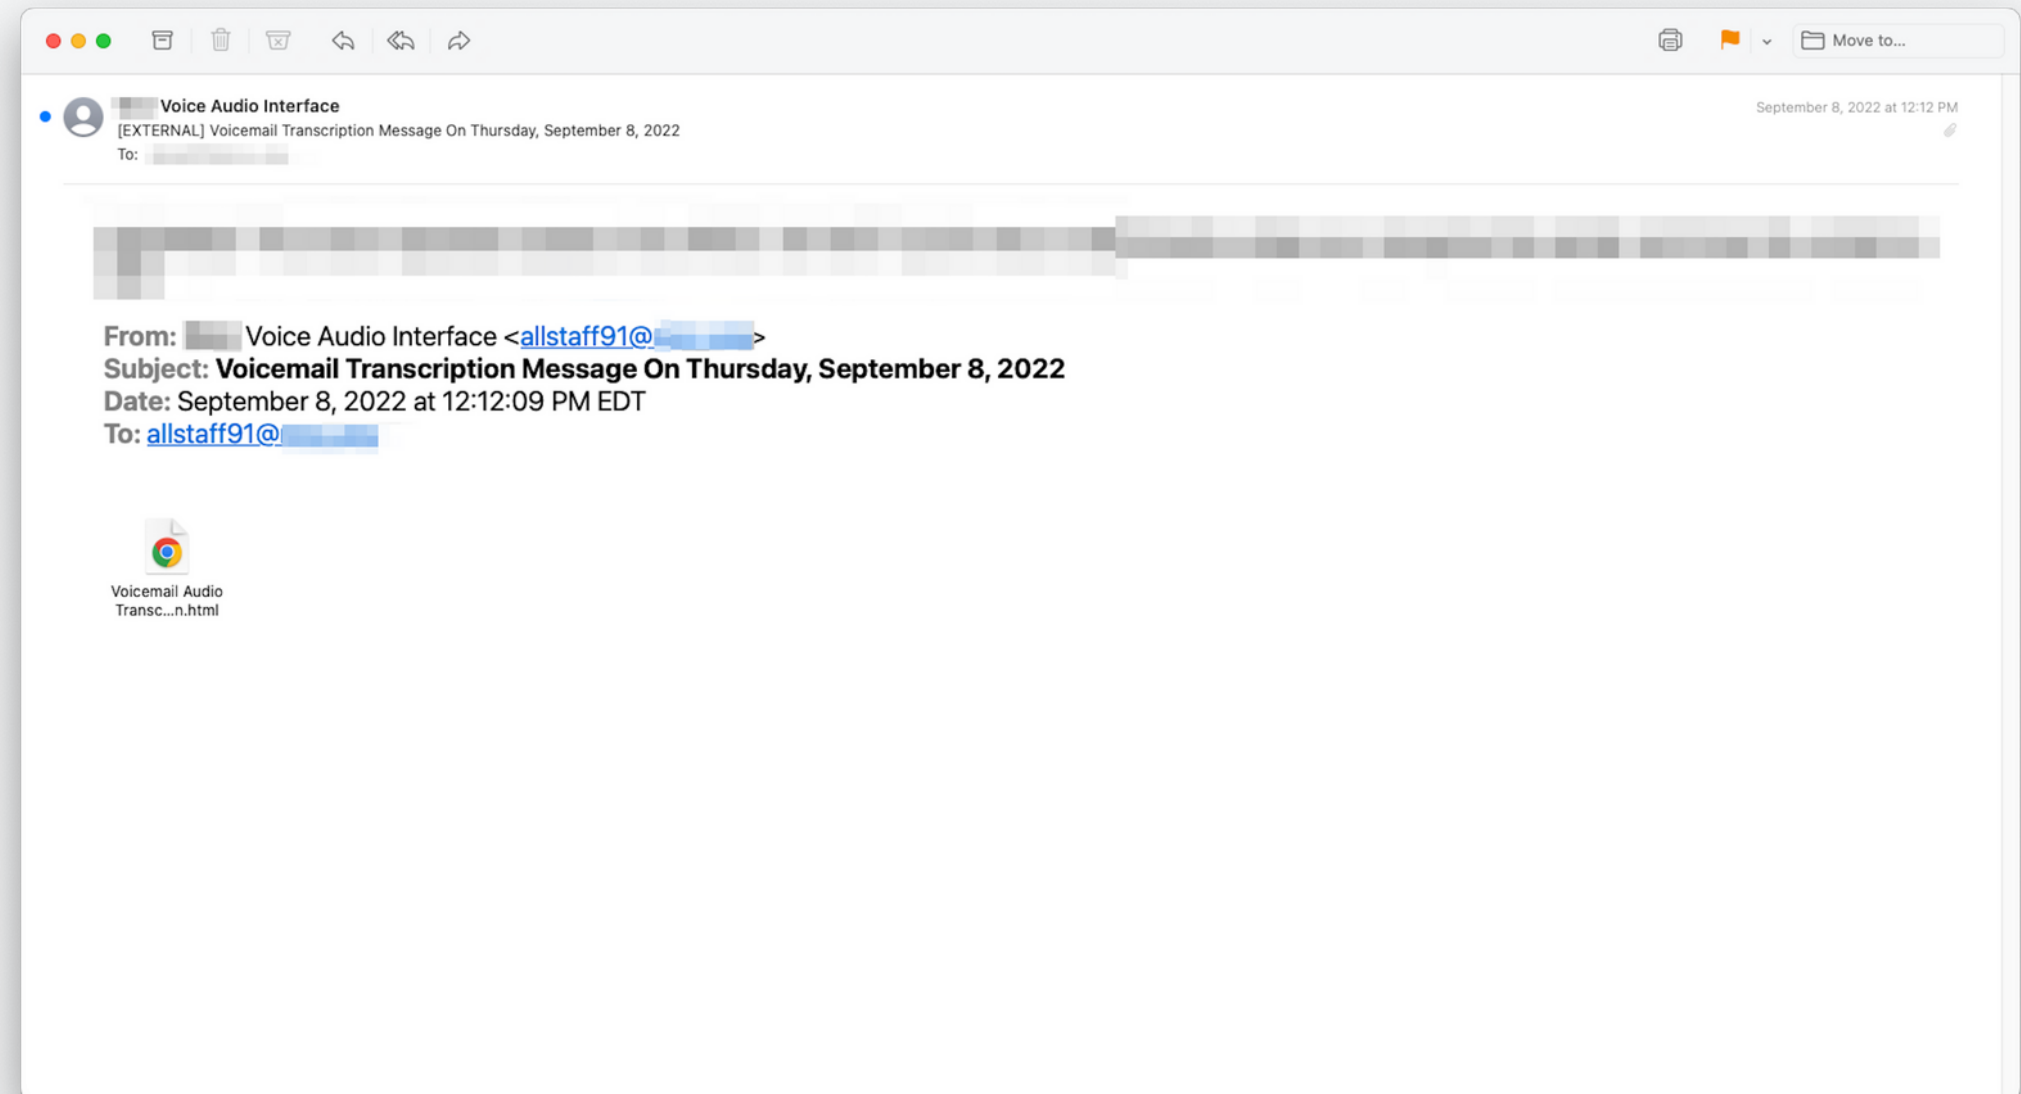 Move to...
Voice Audio Interface
September 8, 2022 at 12:12 PM
[EXTERNAL] Voicemail Transcription Message On Thursday, September 8, 2022
To:
From: Voice Audio Interface <allstaff91@ >
Subject: Voicemail Transcription Message On Thursday, September 8, 2022
Date: September 8, 2022 at 12:12:09 PM EDT
To: allstaff91@
Voicemail Audio
Transc...n.html